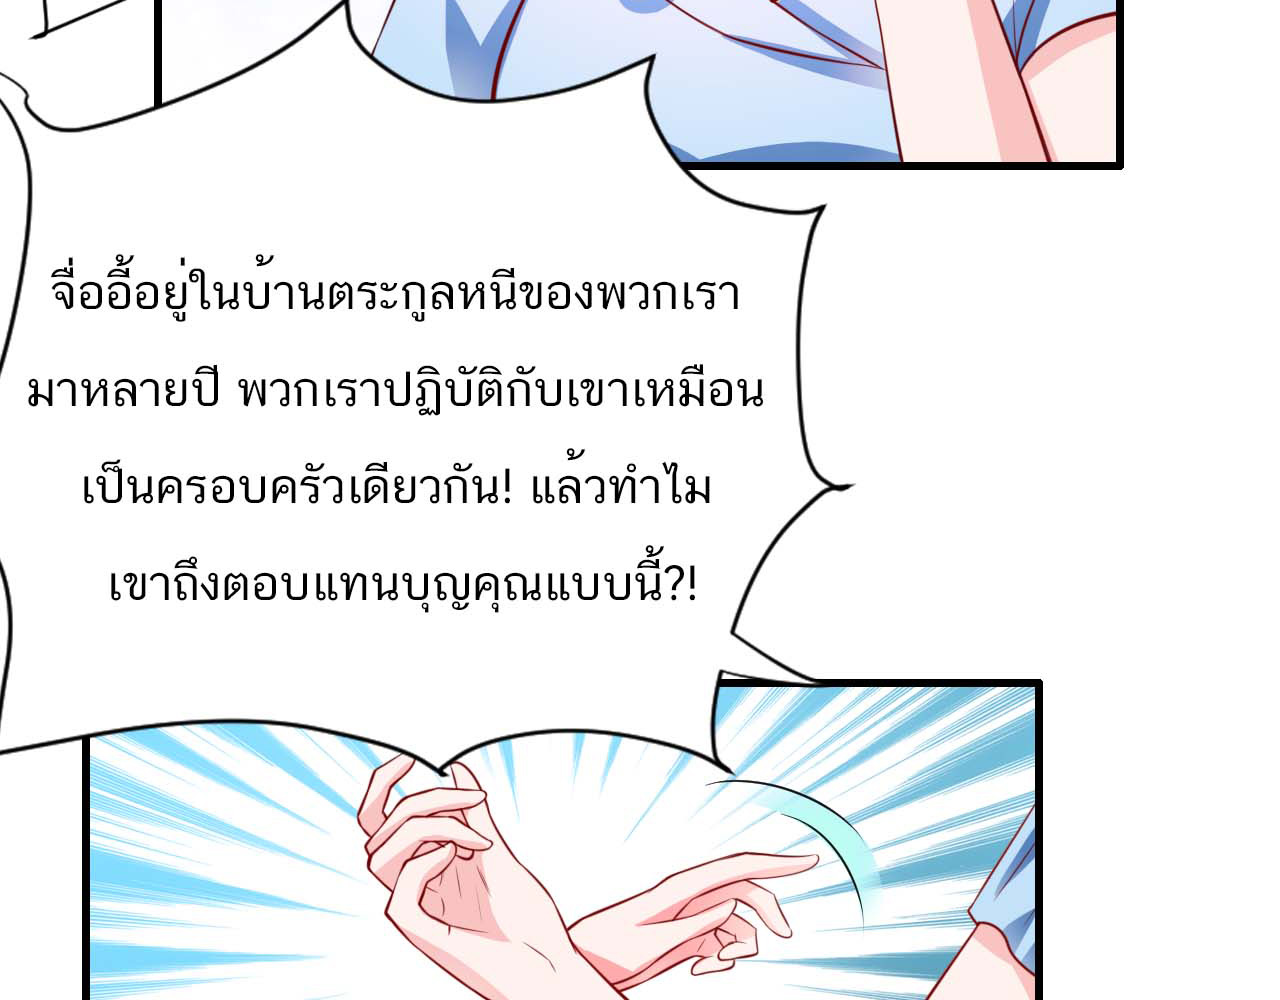 จื่ออี้อยู่ในบ้านตระกูลหนีของพวกเรา
มาหลายปี พวกเราปฏิบัติกับเขาเหมือน
เป็นครอบครัวเดียวกัน! แล้วทำไม
เขาถึงตอบแทนบุญคุณแบบนี้?!